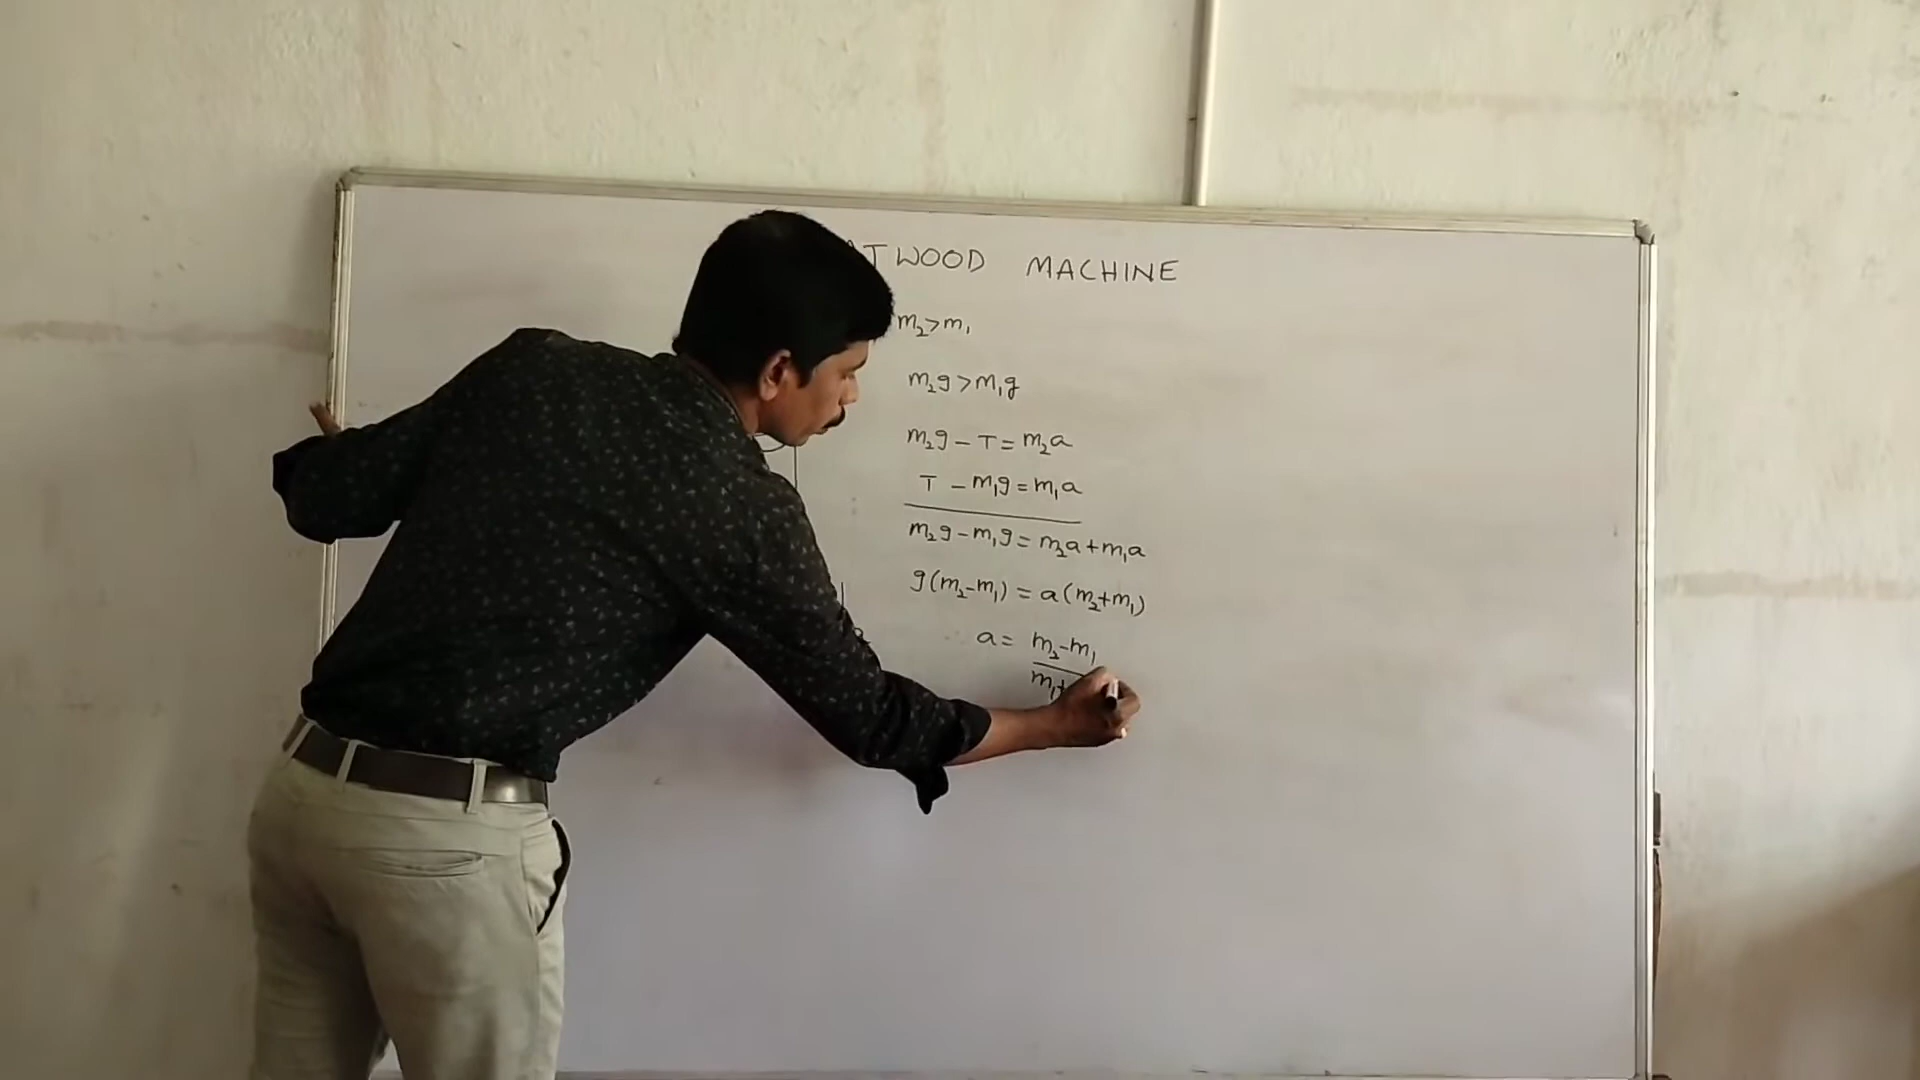 TWOOD MACHINE
m₂>m₁
m₂g>m₁g
m₂g – T = m₂a
T – m₁g = m₁a
m₂g – m₁g = m₂a + m₁a
g(m₂–m₁) = a(m₂+m₁)
a = m₂–m₁
m₁+